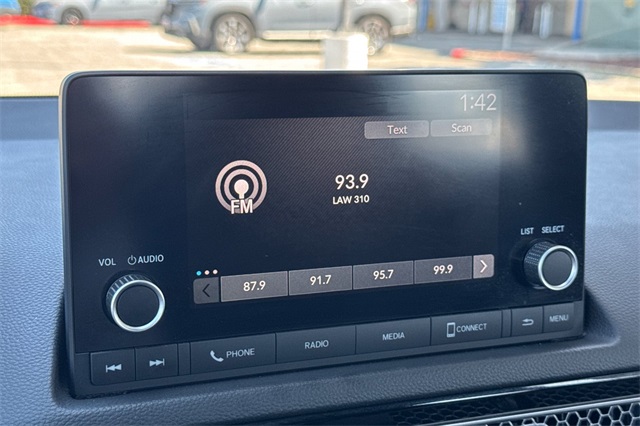 1:42
Text Scan
FM
93.9
LAW 310
LIST SELECT
VOL AUDIO
87.9 91.7 95.7 99.9
PHONE RADIO MEDIA CONNECT MENU